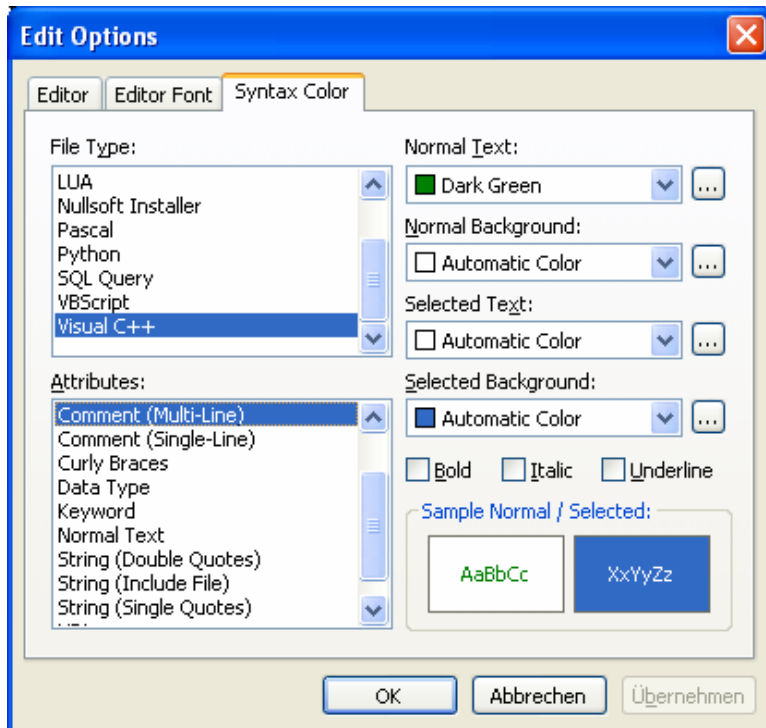 Edit Options
Editor Editor Font Syntax Color
File Type:
LUA
Nullsoft Installer
Pascal
Python
SQL Query
VBScript
Visual C++
Attributes:
Comment (Multi-Line)
Comment (Single-Line)
Curly Braces
Data Type
Keyword
Normal Text
String (Double Quotes)
String (Include File)
String (Single Quotes)
Normal Text:
Dark Green ...
Normal Background:
Automatic Color ...
Selected Text:
Automatic Color ...
Selected Background:
Automatic Color ...
Bold Italic Underline
Sample Normal / Selected:
AaBbCc XxYyZz
OK Abbrechen Übernehmen